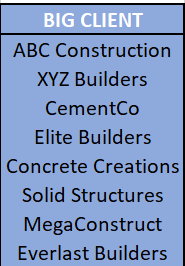 BIG CLIENT
ABC Construction
XYZ Builders
CementCo
Elite Builders
Concrete Creations
Solid Structures
MegaConstruct
Everlast Builders